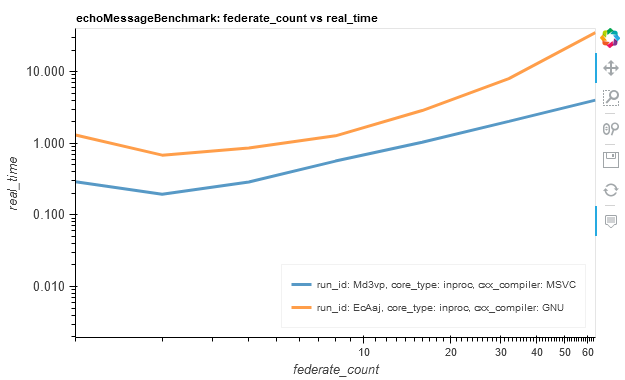 echoMessageBenchmark: federate_count vs real_time
10.000
1.000
0.100
0.010
real_time
run_id: Md3vp, core_type: inproc, cxx_compiler: MSVC
run_id: EcAaj, core_type: inproc, cxx_compiler: GNU
10 20 30 40 50 60
federate_count